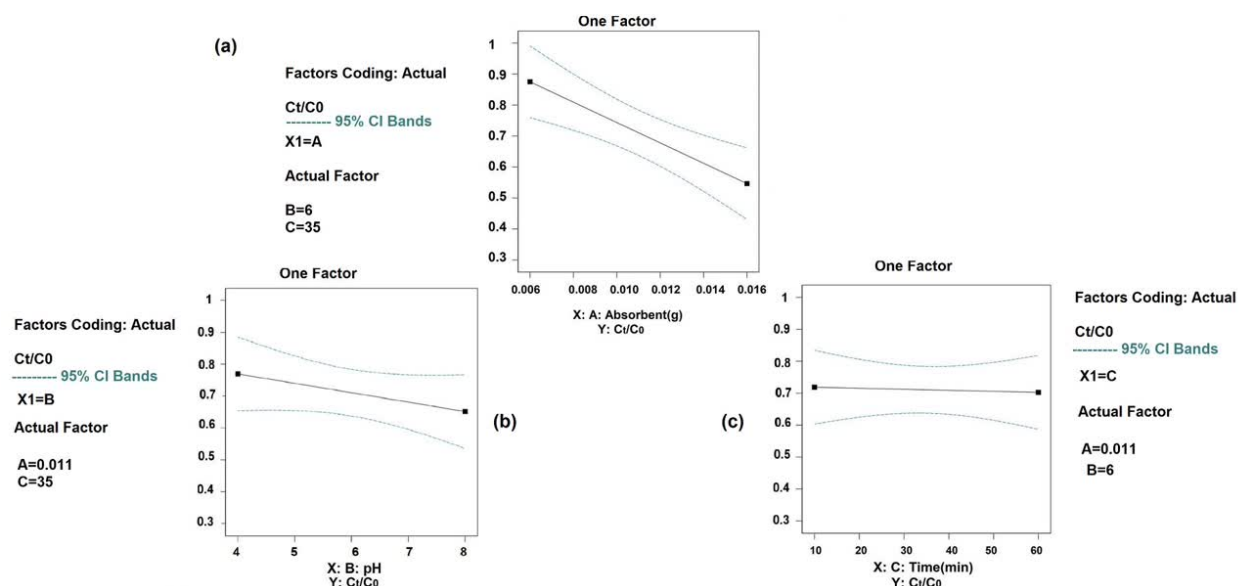 (a)
One Factor
Factors Coding: Actual
Ct/C0
--------- 95% CI Bands
X1=A
Actual Factor
B=6
C=35
1
0.9
0.8
0.7
0.6
0.5
0.4
0.3
0.006 0.008 0.010 0.012 0.014 0.016
X: A: Absorbent(g)
Y: Ct/C0
One Factor
Factors Coding: Actual
Ct/C0
--------- 95% CI Bands
X1=B
Actual Factor
A=0.011
C=35
1
0.9
0.8
0.7
0.6
0.5
0.4
0.3
4 5 6 7 8
X: B: pH
Y: Ct/C0
(b)
(c)
One Factor
1
0.9
0.8
0.7
0.6
0.5
0.4
0.3
10 20 30 40 50 60
X: C: Time(min)
Y: Ct/C0
Factors Coding: Actual
Ct/C0
--------- 95% CI Bands
X1=C
Actual Factor
A=0.011
B=6